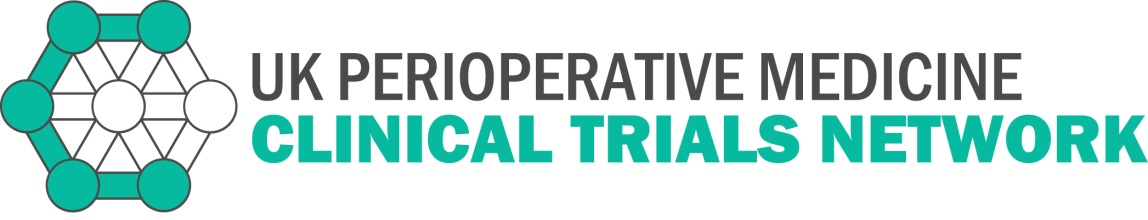 UK PERIOPERATIVE MEDICINE
CLINICAL TRIALS NETWORK